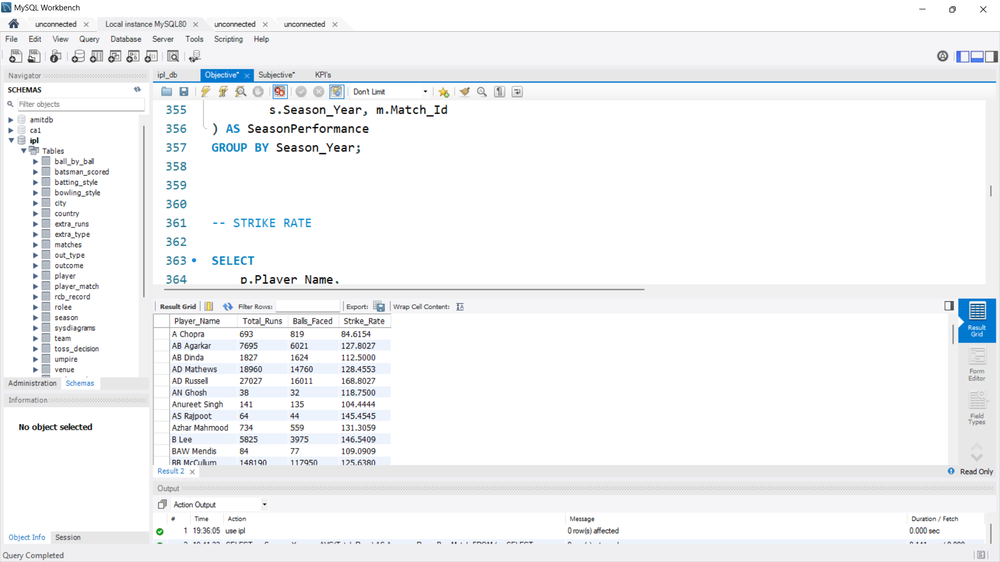 MySQL Workbench
unconnected
Local instance MySQL80
unconnected
unconnected
File Edit View Query Database Server Tools Scripting Help
Navigator
SCHEMAS
Filter objects
amitdb
ca1
ipl
Tables
ball_by_ball
batsman_scored
batting_style
bowling_style
city
country
extra_runs
extra_type
matches
out_type
outcome
player
player_match
rcb_record
rolee
season
sysdiagrams
team
toss_decision
umpire
venue
Administration Schemas
Information
No object selected
Object Info Session
ipl_db Objective* Subjective* KPI's
Don't Limit
355 s.Season_Year, m.Match_Id
356 ) AS SeasonPerformance
357 GROUP BY Season_Year;
358
359
360
361 -- STRIKE RATE
362
363 SELECT
364 p.Player_Name,
Result Grid Filter Rows: Export: Wrap Cell Content:
Player_Name Total_Runs Balls_Faced Strike_Rate
A Chopra 693 819 84.6154
AB Agarkar 7695 6021 127.8027
AB Dinda 1827 1624 112.5000
AD Mathews 18960 14760 128.4553
AD Russell 27027 16011 168.8027
AN Ghosh 38 32 118.7500
Anureet Singh 141 135 104.4444
AS Rajpoot 64 44 145.4545
Azhar Mahmood 734 559 131.3059
B Lee 5825 3975 146.5409
BAW Mendis 84 77 109.0909
BB McCullum 148190 117950 125.6380
Result Grid
Form Editor
Field Types
Result 2
Read Only
Output
Action Output
# Time Action Message Duration / Fetch
1 19:36:05 use ipl 0 row(s) affected 0.000 sec
Query Completed